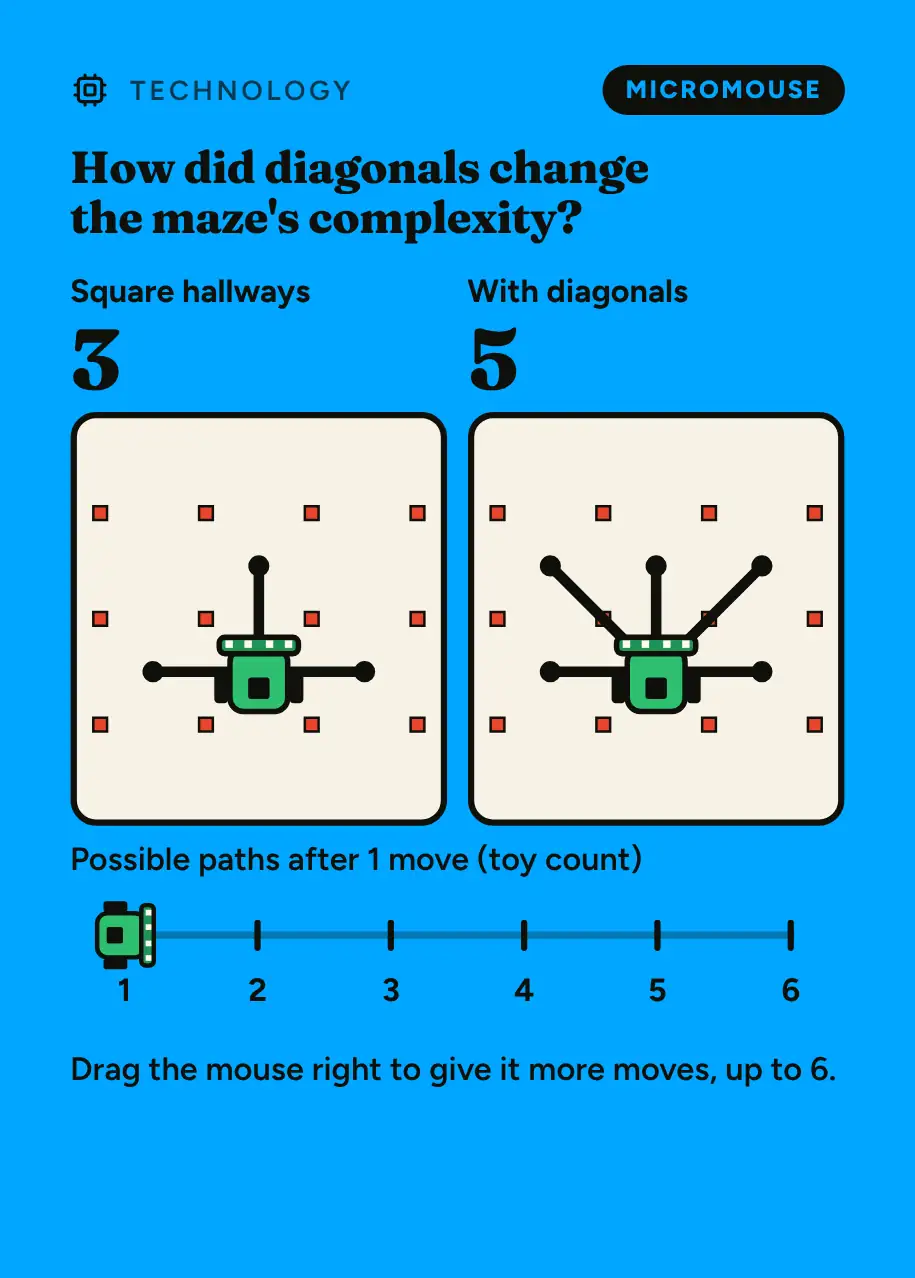 TECHNOLOGY
MICROMOUSE
How did diagonals change
the maze's complexity?
Square hallways
With diagonals
3
5
Possible paths after 1 move (toy count)
1 2 3 4 5 6
Drag the mouse right to give it more moves, up to 6.